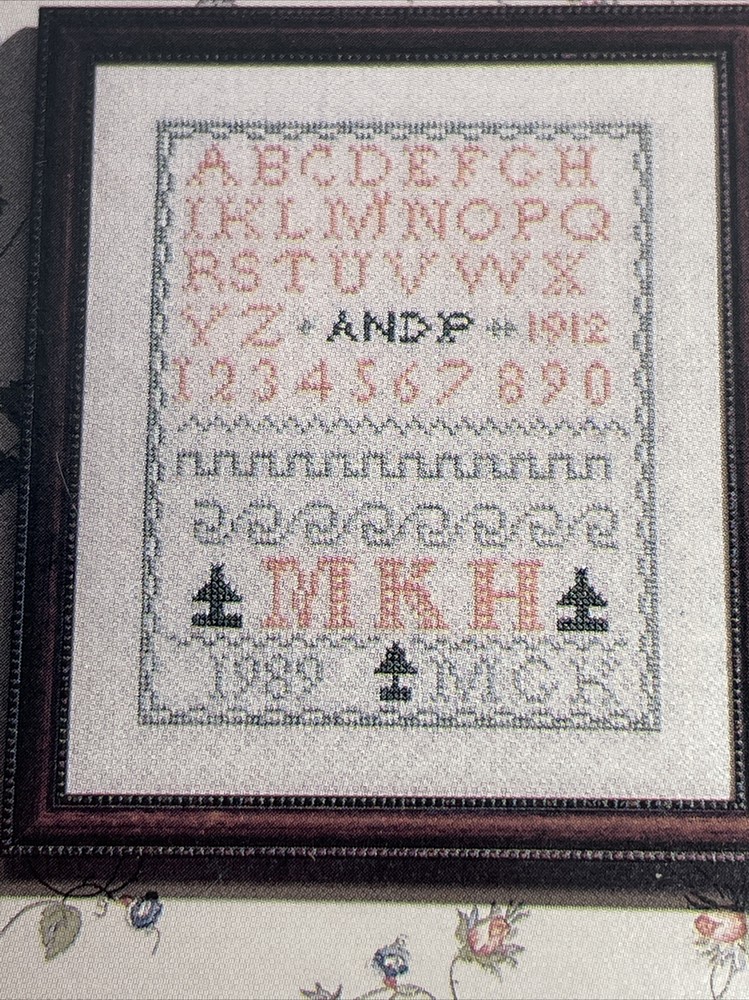 ABCDEFGH
IKLMNOPQ
RSTUVWX
YZ ANDP 1912
1234567890
MKH
1989 MCK